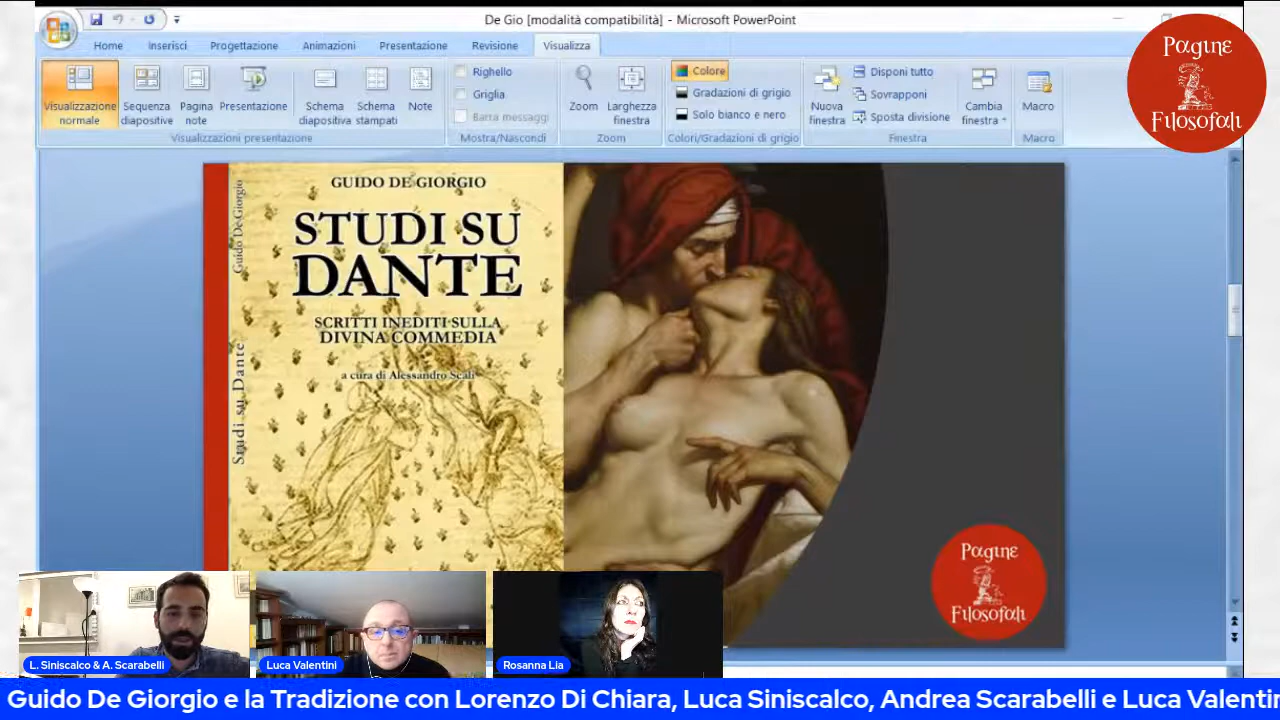 De Gio [modalità compatibilità] - Microsoft PowerPoint
Home Inserisci Progettazione Animazioni Presentazione Revisione Visualizza
Visualizzazione normale
Sequenza diapositive
Pagina note
Presentazione
Schema diapositiva
Schema stampati
Note
Visualizzazioni presentazione
Righello
Griglia
Barra messaggi
Mostra/Nascondi
Zoom
Larghezza finestra
Zoom
Colore
Gradazioni di grigio
Solo bianco e nero
Colori/Gradazioni di grigio
Nuova finestra
Disponi tutto
Sovrapponi
Sposta divisione
Cambia finestra
Finestra
Macro
Macro
Pagine
Filosofali
Guido De Giorgio
Studi su Dante
GUIDO DE GIORGIO
STUDI SU
DANTE
SCRITTI INEDITI SULLA
DIVINA COMMEDIA
a cura di Alessandro Scali
Pagine
Filosofali
L. Siniscalco & A. Scarabelli
Luca Valentini
Rosanna Lia
Guido De Giorgio e la Tradizione con Lorenzo Di Chiara, Luca Siniscalco, Andrea Scarabelli e Luca Valentin